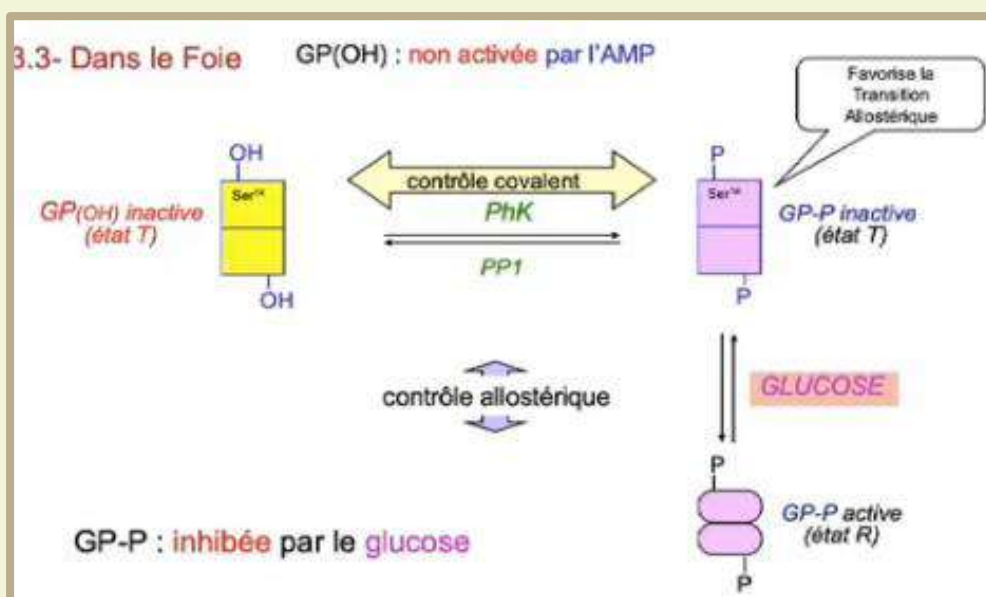 3.3- Dans le Foie
GP(OH) : non activée par l'AMP
Favorise la
Transition
Allostérique
OH
Ser14
GP(OH) inactive
(état T)
OH
contrôle covalent
PhK
PP1
P
Ser14
GP-P inactive
(état T)
P
contrôle allostérique
GLUCOSE
P
GP-P active
(état R)
P
GP-P : inhibée par le glucose